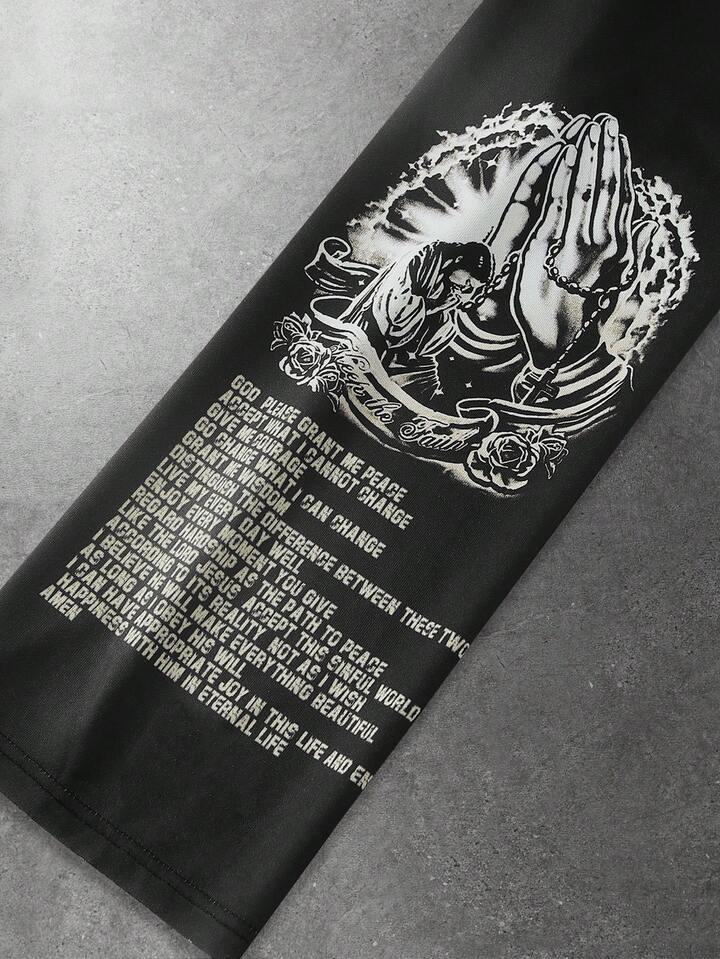 Keep the Faith
GOD PLEASE GRANT ME PEACE
ACCEPT WHAT I CANNOT CHANGE
GIVE ME COURAGE
GO, CHANGE WHAT I CAN CHANGE
GRANT ME WISDOM
DISTINGUISH THE DIFFERENCE BETWEEN THESE TWO
LIVE MY EVERY DAY WELL
ENJOY EVERY MOMENT YOU GIVE
REGARD HARDSHIP AS THE PATH TO PEACE
LIKE THE LORD JESUS ACCEPT THIS SINFUL WORLD
ACCORDING TO ITS REALITY NOT AS I WISH
I BELIEVE HE WILL MAKE EVERYTHING BEAUTIFUL
AS LONG AS I OBEY HIS WILL
I CAN HAVE APPROPRIATE JOY IN THIS LIFE AND EN
HAPPINESS WITH HIM IN ETERNAL LIFE
AMEN